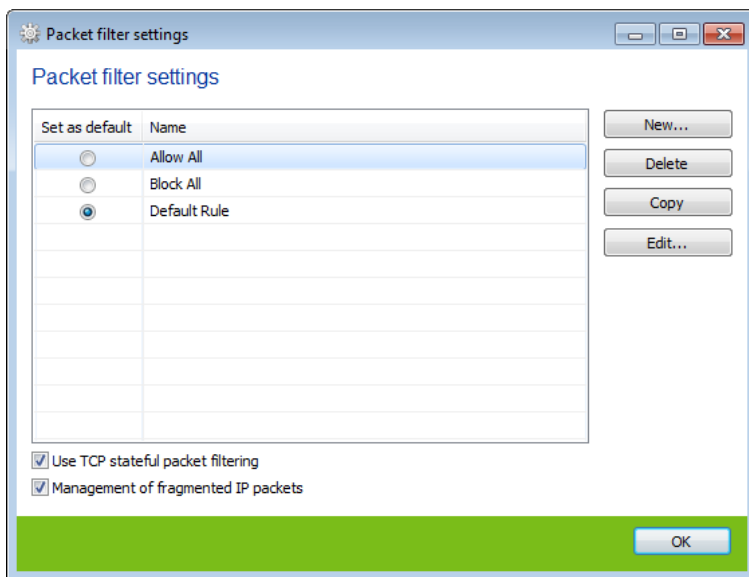 Packet filter settings
Packet filter settings
Set as default Name
Allow All
Block All
Default Rule
New...
Delete
Copy
Edit...
Use TCP stateful packet filtering
Management of fragmented IP packets
OK